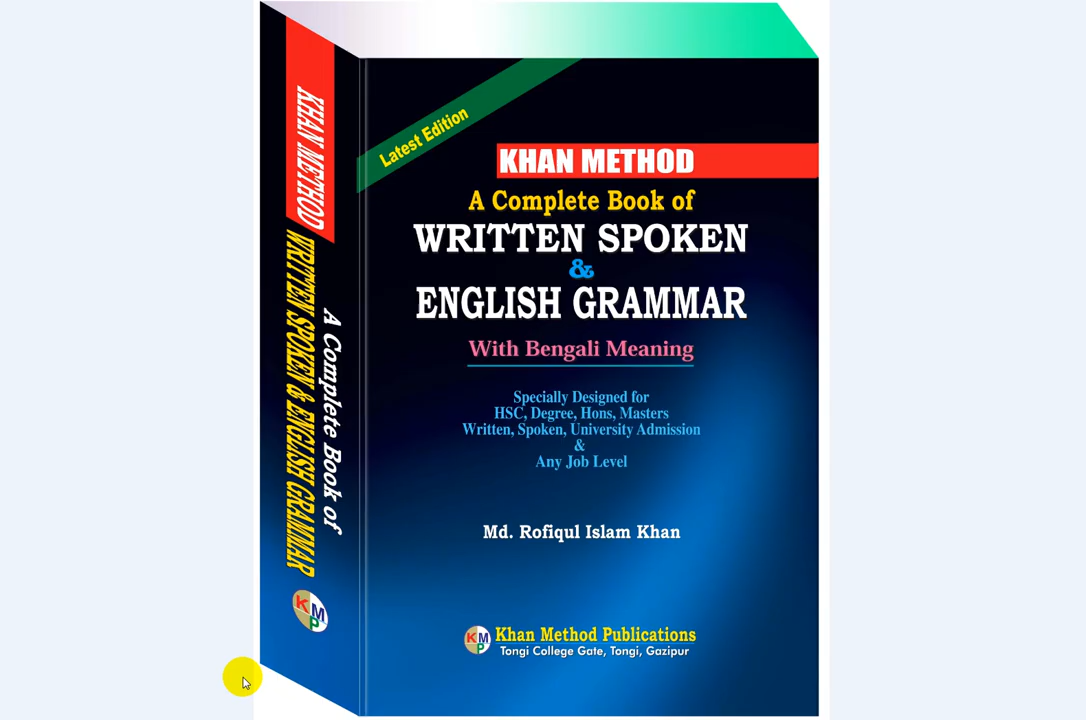 KHAN METHOD
A Complete Book of
WRITTEN SPOKEN & ENGLISH GRAMMAR
KMP
Latest Edition
KHAN METHOD
A Complete Book of
WRITTEN SPOKEN
&
ENGLISH GRAMMAR
With Bengali Meaning
Specially Designed for
HSC, Degree, Hons, Masters
Written, Spoken, University Admission
&
Any Job Level
Md. Rofiqul Islam Khan
KMP Khan Method Publications
Tongi College Gate, Tongi, Gazipur